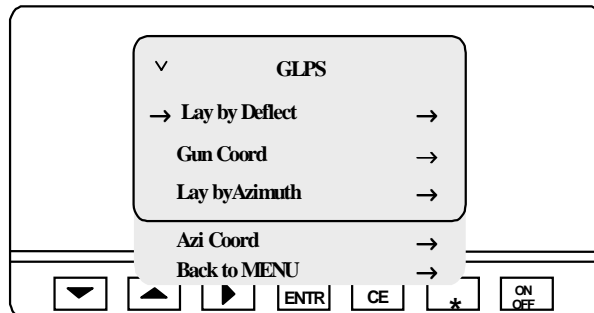 GLPS
→ Lay by Deflect →
Gun Coord →
Lay byAzimuth →
Azi Coord →
Back to MENU →
ENTR CE * ON
OFF